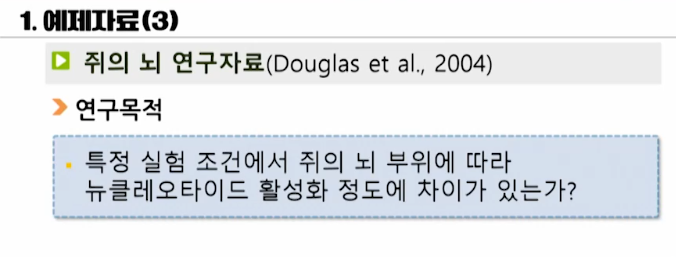 1. 예제자료(3)
쥐의 뇌 연구자료(Douglas et al., 2004)
연구목적
특정 실험 조건에서 쥐의 뇌 부위에 따라
뉴클레오타이드 활성화 정도에 차이가 있는가?